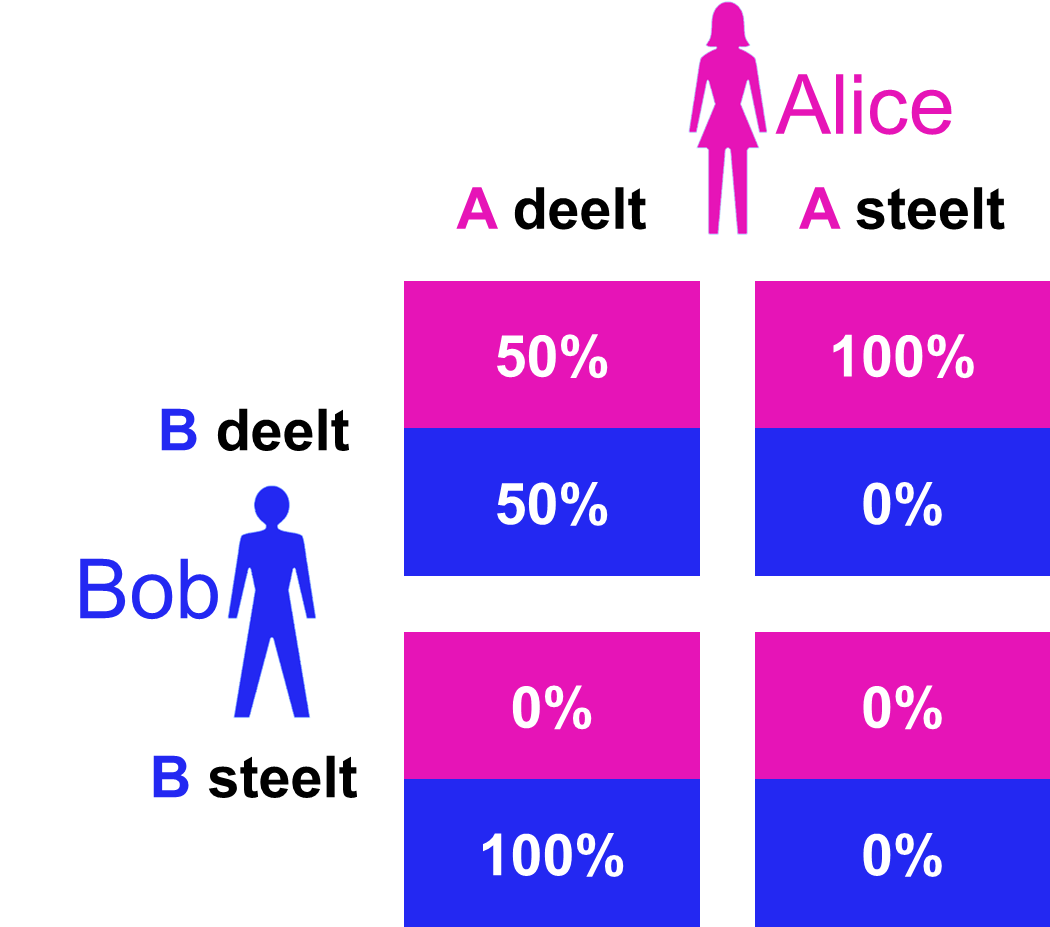 Alice
A deelt
A steelt
50%
100%
B deelt
50%
0%
Bob
0%
0%
B steelt
100%
0%